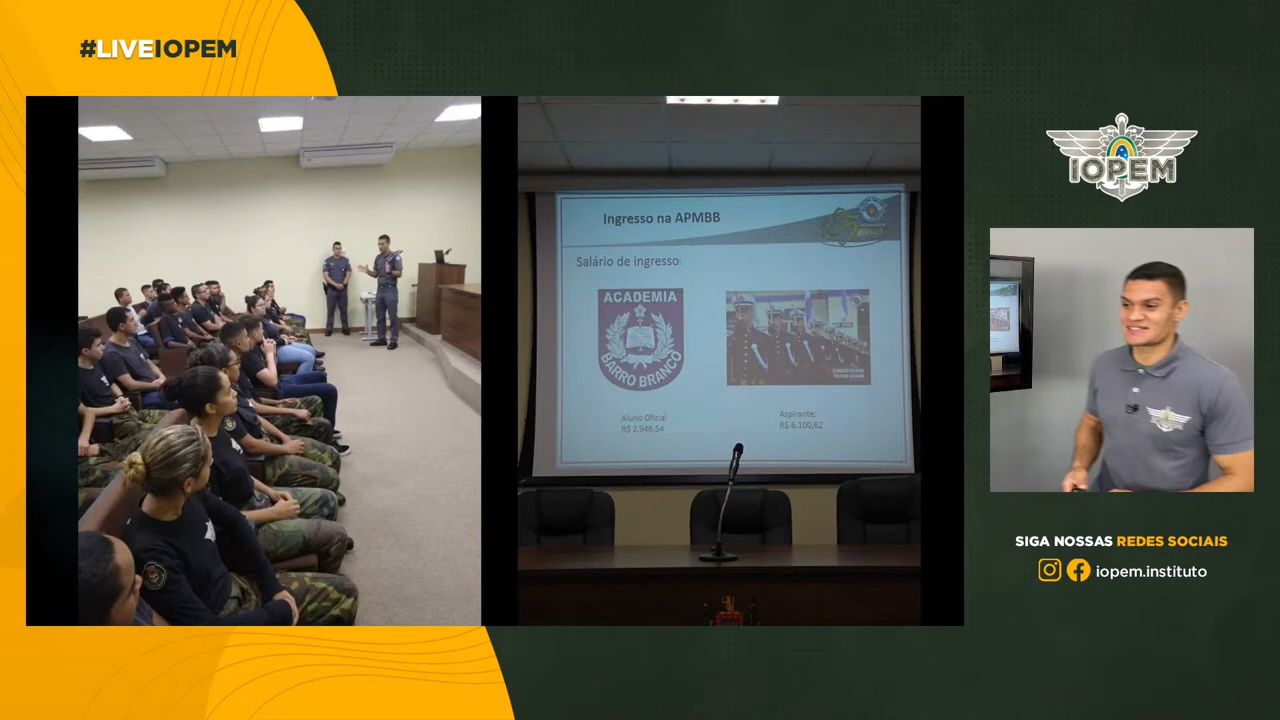 #LIVEIOPEM
Ingresso na APMBB
85
Salário de ingresso:
ACADEMIA
BARRO BRANCO
Aluno Oficial
R$ 2.946,54
Aspirante:
R$ 6.100,62
IOPEM
SIGA NOSSAS REDES SOCIAIS
iopem.instituto